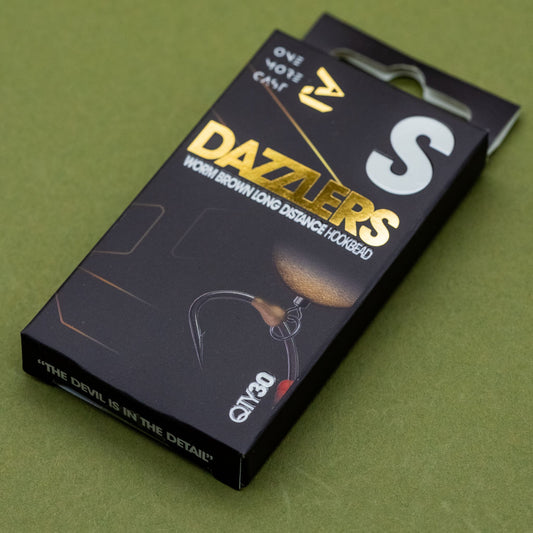 ONE
MORE
CAST
S
DAZZLERS
WORM BROWN LONG DISTANCE HOOKBEAD
QTY30
"THE DEVIL IS IN THE DETAIL"